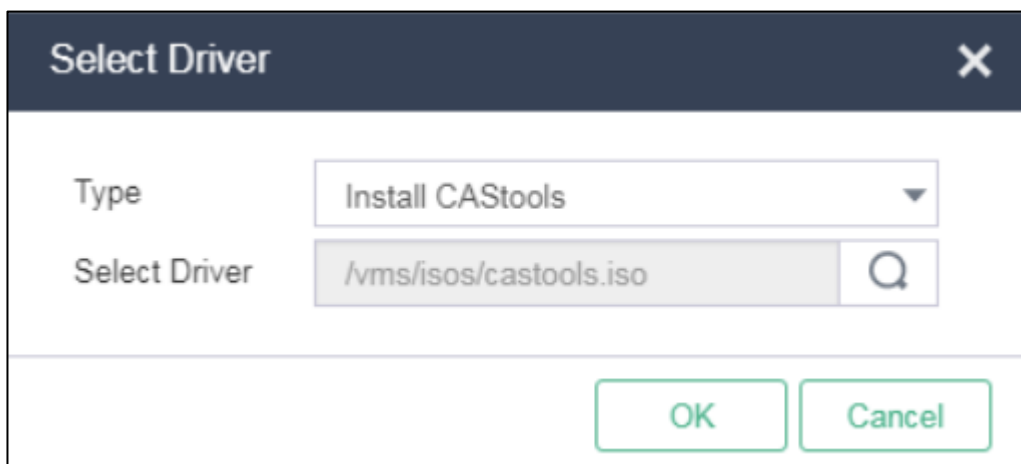 Select Driver
Type Install CAStools
Select Driver /vms/isos/castools.iso
OK Cancel